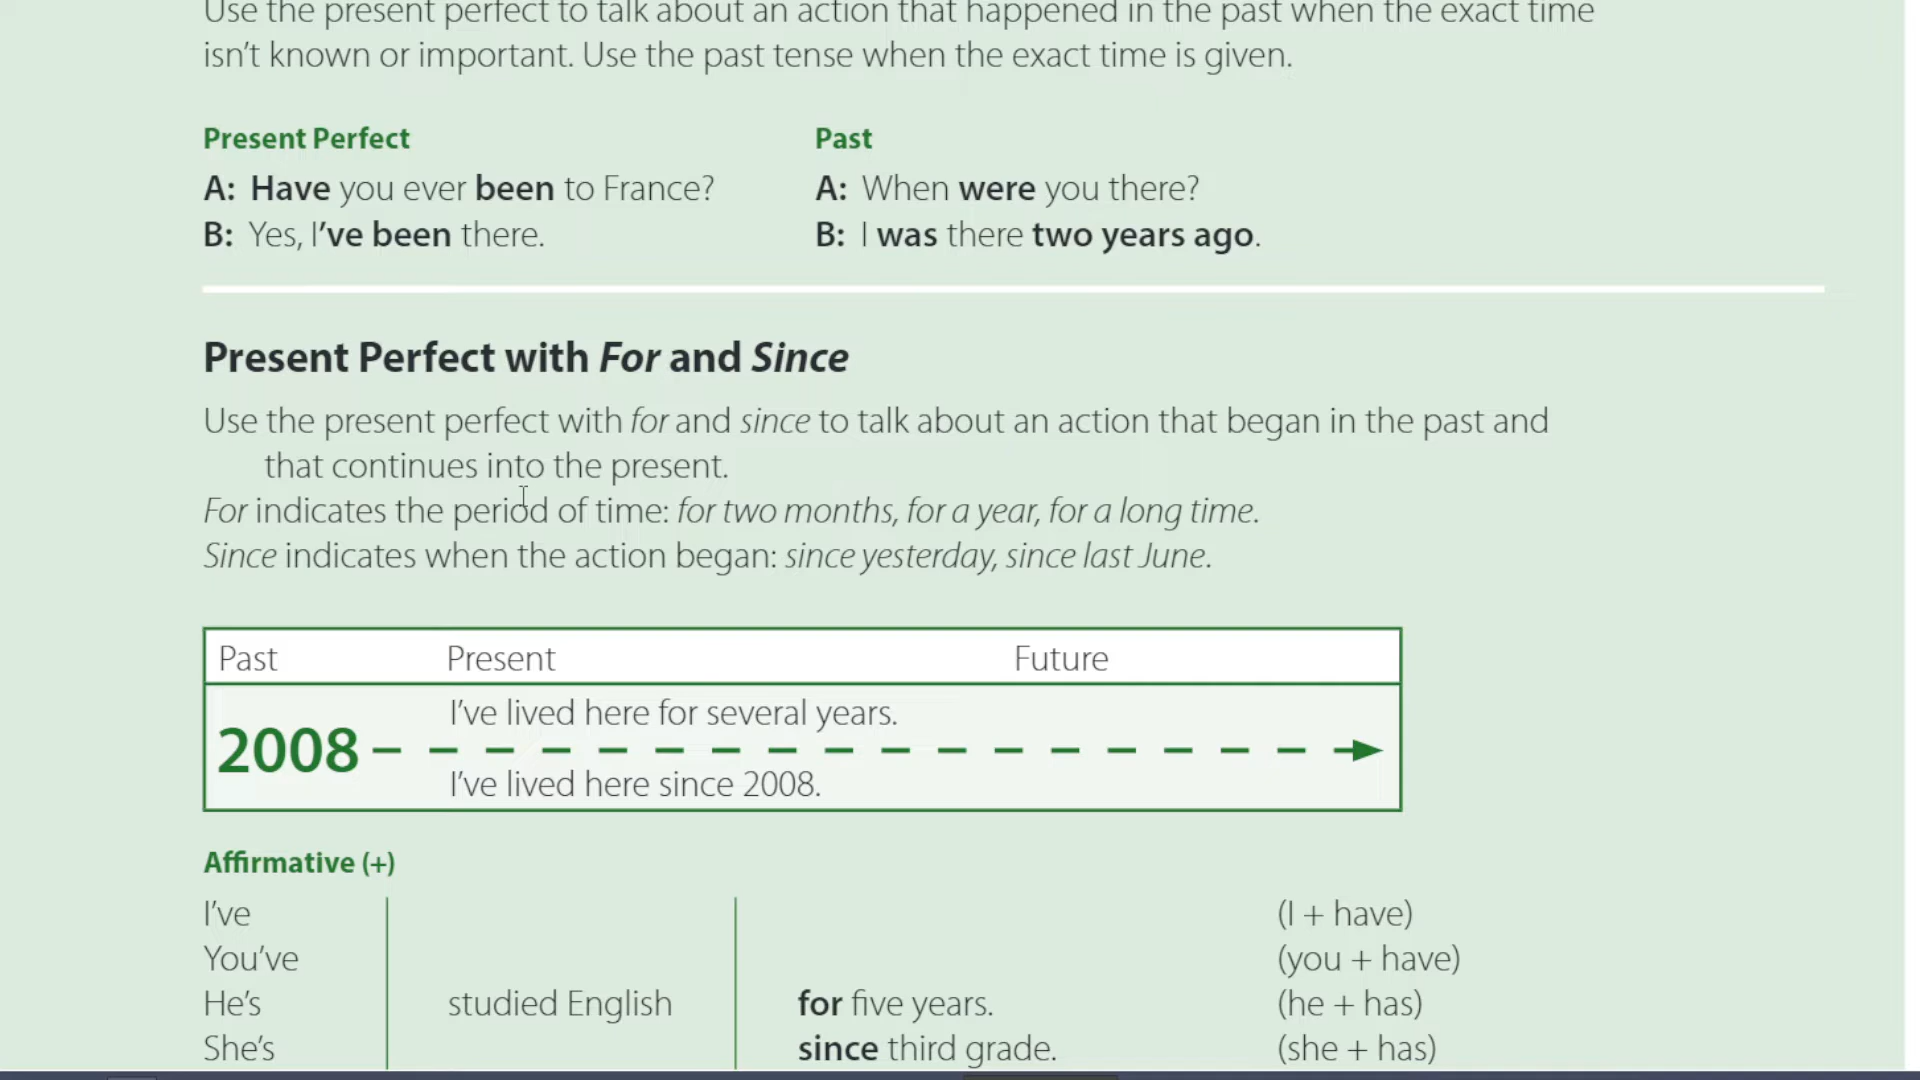 Use the present perfect to talk about an action that happened in the past when the exact time
isn't known or important. Use the past tense when the exact time is given.
Present Perfect
A: Have you ever been to France?
B: Yes, I've been there.
Past
A: When were you there?
B: I was there two years ago.
Present Perfect with For and Since
Use the present perfect with for and since to talk about an action that began in the past and
that continues into the present.
For indicates the period of time: for two months, for a year, for a long time.
Since indicates when the action began: since yesterday, since last June.
Past Present Future
I've lived here for several years.
2008
I've lived here since 2008.
Affirmative (+)
I've (I + have)
You've (you + have)
He's studied English for five years. (he + has)
She's since third grade. (she + has)